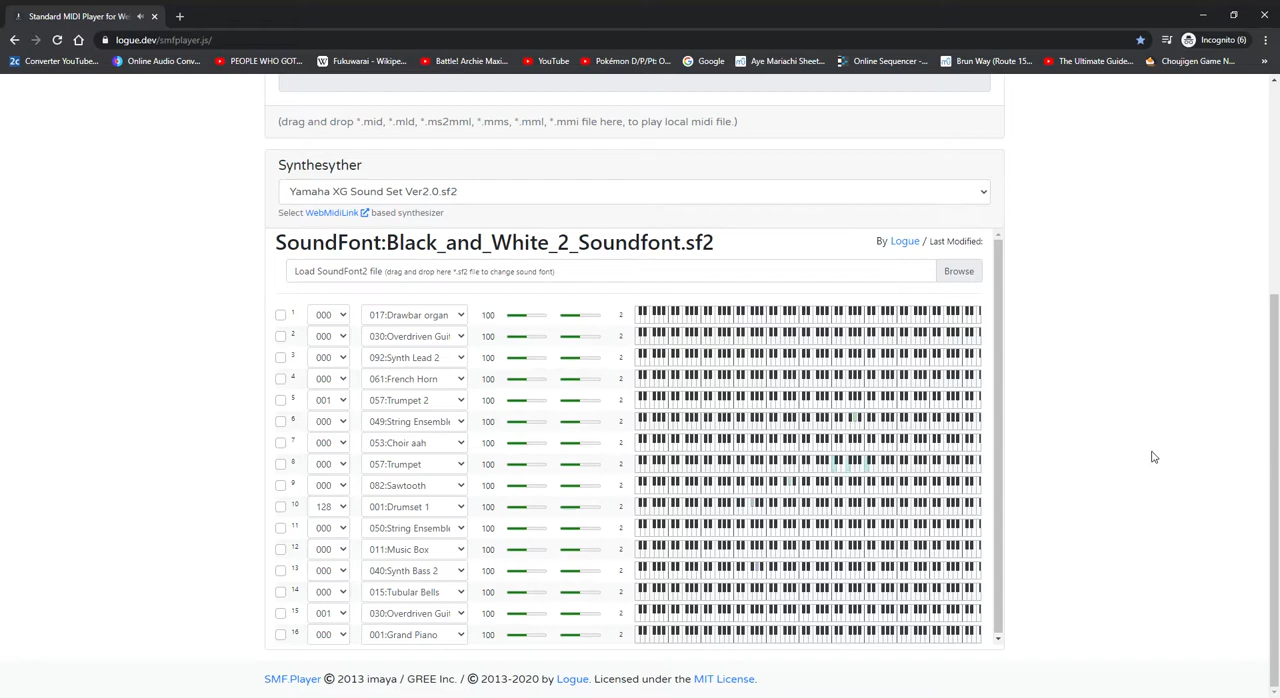 Standard MIDI Player for We
logue.dev/smfplayer.js/
Incognito (6)
2c Converter YouTube...
Online Audio Conv...
PEOPLE WHO GOT...
W Fukuwarai - Wikipe...
Battle! Archie Maxi...
YouTube
Pokémon D/P/Pt: O...
Google
Aye Mariachi Sheet...
Online Sequencer -...
Brun Way (Route 15...
The Ultimate Guide...
Choujigen Game N...
»
(drag and drop *.mid, *.mld, *.ms2mml, *.mms, *.mml, *.mmi file here, to play local midi file.)
Synthesyther
Yamaha XG Sound Set Ver2.0.sf2
Select WebMidiLink based synthesizer
SoundFont:Black_and_White_2_Soundfont.sf2
By Logue / Last Modified:
Load SoundFont2 file (drag and drop here *.sf2 file to change sound font)
Browse
1 000 017:Drawbar organ 100 2
2 000 030:Overdriven Guit 100 2
3 000 092:Synth Lead 2 100 2
4 000 061:French Horn 100 2
5 001 057:Trumpet 2 100 2
6 000 049:String Ensemble 100 2
7 000 053:Choir aah 100 2
8 000 057:Trumpet 100 2
9 000 082:Sawtooth 100 2
10 128 001:Drumset 1 100 2
11 000 050:String Ensemble 100 2
12 000 011:Music Box 100 2
13 000 040:Synth Bass 2 100 2
14 000 015:Tubular Bells 100 2
15 001 030:Overdriven Guit 100 2
16 000 001:Grand Piano 100 2
SMF.Player © 2013 imaya / GREE Inc. / © 2013-2020 by Logue. Licensed under the MIT License.